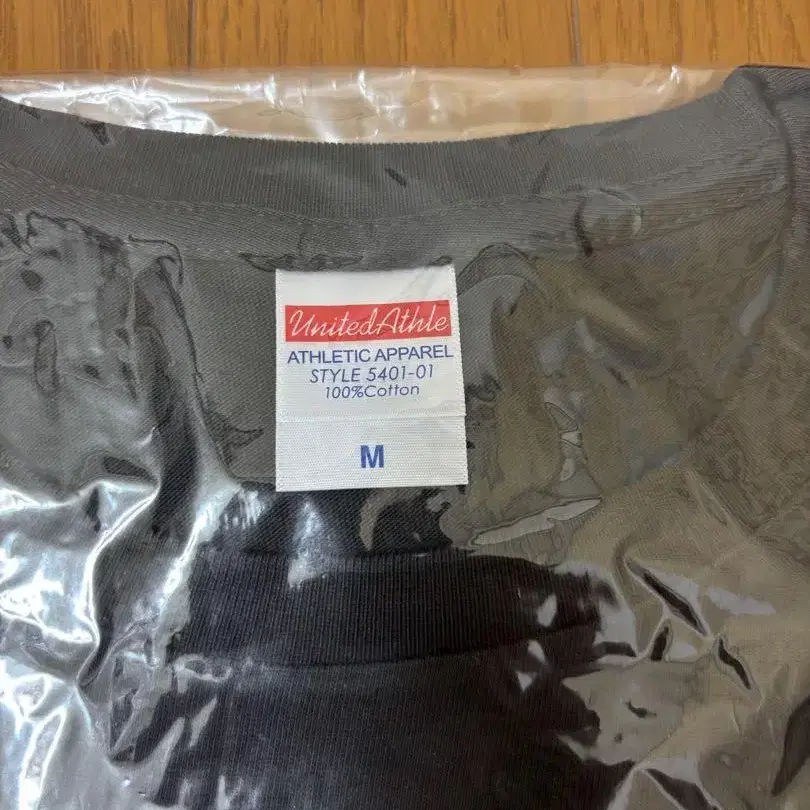 UnitedAthle
ATHLETIC APPAREL
STYLE 5401-01
100%Cotton
M